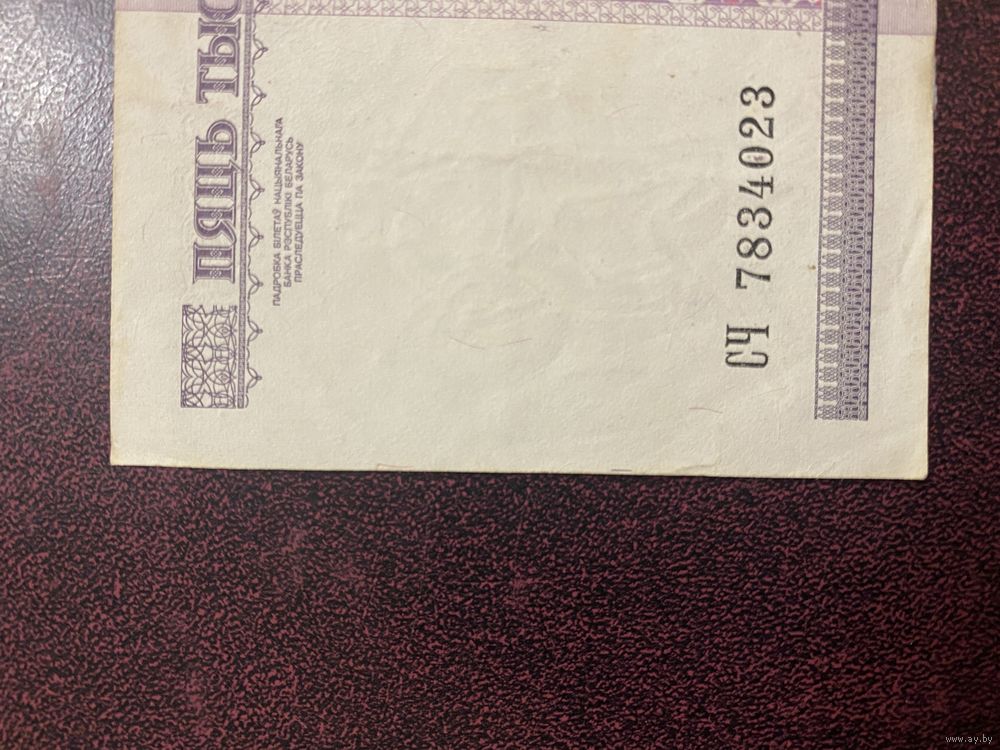 ПЯЦЬ ТЫС
ПАДРОБКА БІЛЕТАЎ НАЦЫЯНАЛЬНАГА
БАНКА РЭСПУБЛІКІ БЕЛАРУСЬ
ПРАСЛЕДУЕЦЦА ПА ЗАКОНУ
СЧ 7834023
www.ay.by